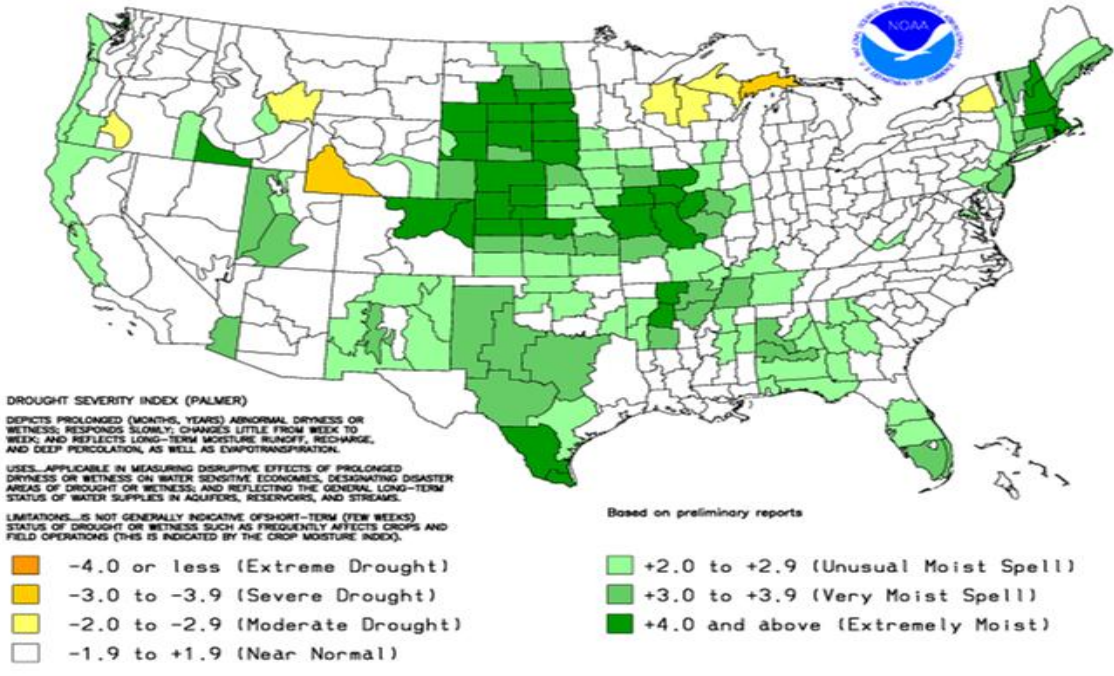 NOAA
DROUGHT SEVERITY INDEX (PALMER)
DEPICTS PROLONGED (MONTHS, YEARS) ABNORMAL DRYNESS OR
WETNESS; RESPONDS SLOWLY; CHANGES LITTLE FROM WEEK TO
WEEK; AND REFLECTS LONG-TERM MOISTURE RUNOFF, RECHARGE,
AND DEEP PERCOLATION, AS WELL AS EVAPOTRANSPIRATION.
USES...APPLICABLE IN MEASURING DISRUPTIVE EFFECTS OF PROLONGED
DRYNESS OR WETNESS ON WATER SENSITIVE ECONOMIES, DESIGNATING DISASTER
AREAS OF DROUGHT OR WETNESS; AND REFLECTING THE GENERAL LONG-TERM
STATUS OF WATER SUPPLIES IN AQUIFERS, RESERVOIRS, AND STREAMS.
LIMITATIONS...IS NOT GENERALLY INDICATIVE OFSHORT-TERM (FEW WEEKS)
STATUS OF DROUGHT OR WETNESS SUCH AS FREQUENTLY AFFECTS CROPS AND
FIELD OPERATIONS (THIS IS INDICATED BY THE CROP MOISTURE INDEX).
Based on preliminary reports
-4.0 or less (Extreme Drought)
-3.0 to -3.9 (Severe Drought)
-2.0 to -2.9 (Moderate Drought)
-1.9 to +1.9 (Near Normal)
+2.0 to +2.9 (Unusual Moist Spell)
+3.0 to +3.9 (Very Moist Spell)
+4.0 and above (Extremely Moist)